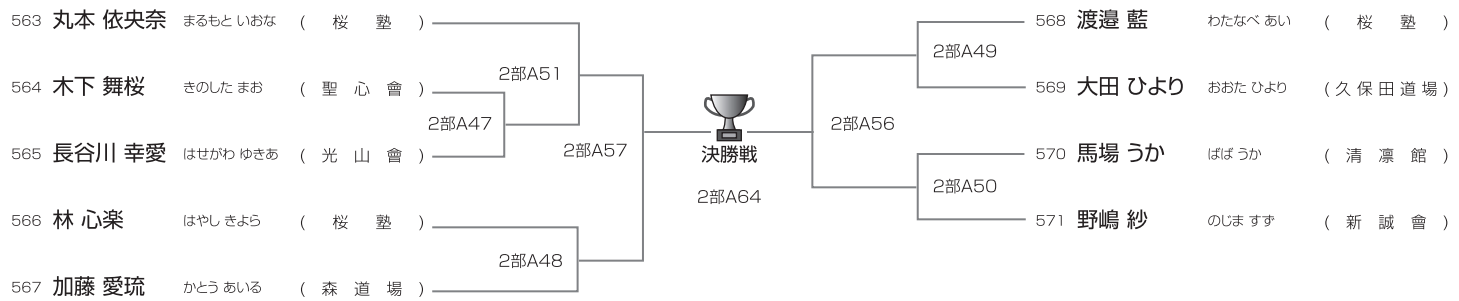 563 丸本 依央奈 まるもと いおな ( 桜 塾 )
2部A51
564 木下 舞桜 きのした まお ( 聖 心 會 )
2部A47
565 長谷川 幸愛 はせがわ ゆきあ ( 光 山 會 )
2部A57
566 林 心楽 はやし きよら ( 桜 塾 )
2部A48
567 加藤 愛琉 かとう あいる ( 森 道 場 )
決勝戦
2部A64
568 渡邉 藍 わたなべ あい ( 桜 塾 )
2部A49
569 大田 ひより おおた ひより ( 久 保 田 道 場 )
2部A56
570 馬場 うか ばば うか ( 清 凛 館 )
2部A50
571 野嶋 紗 のじま すず ( 新 誠 會 )